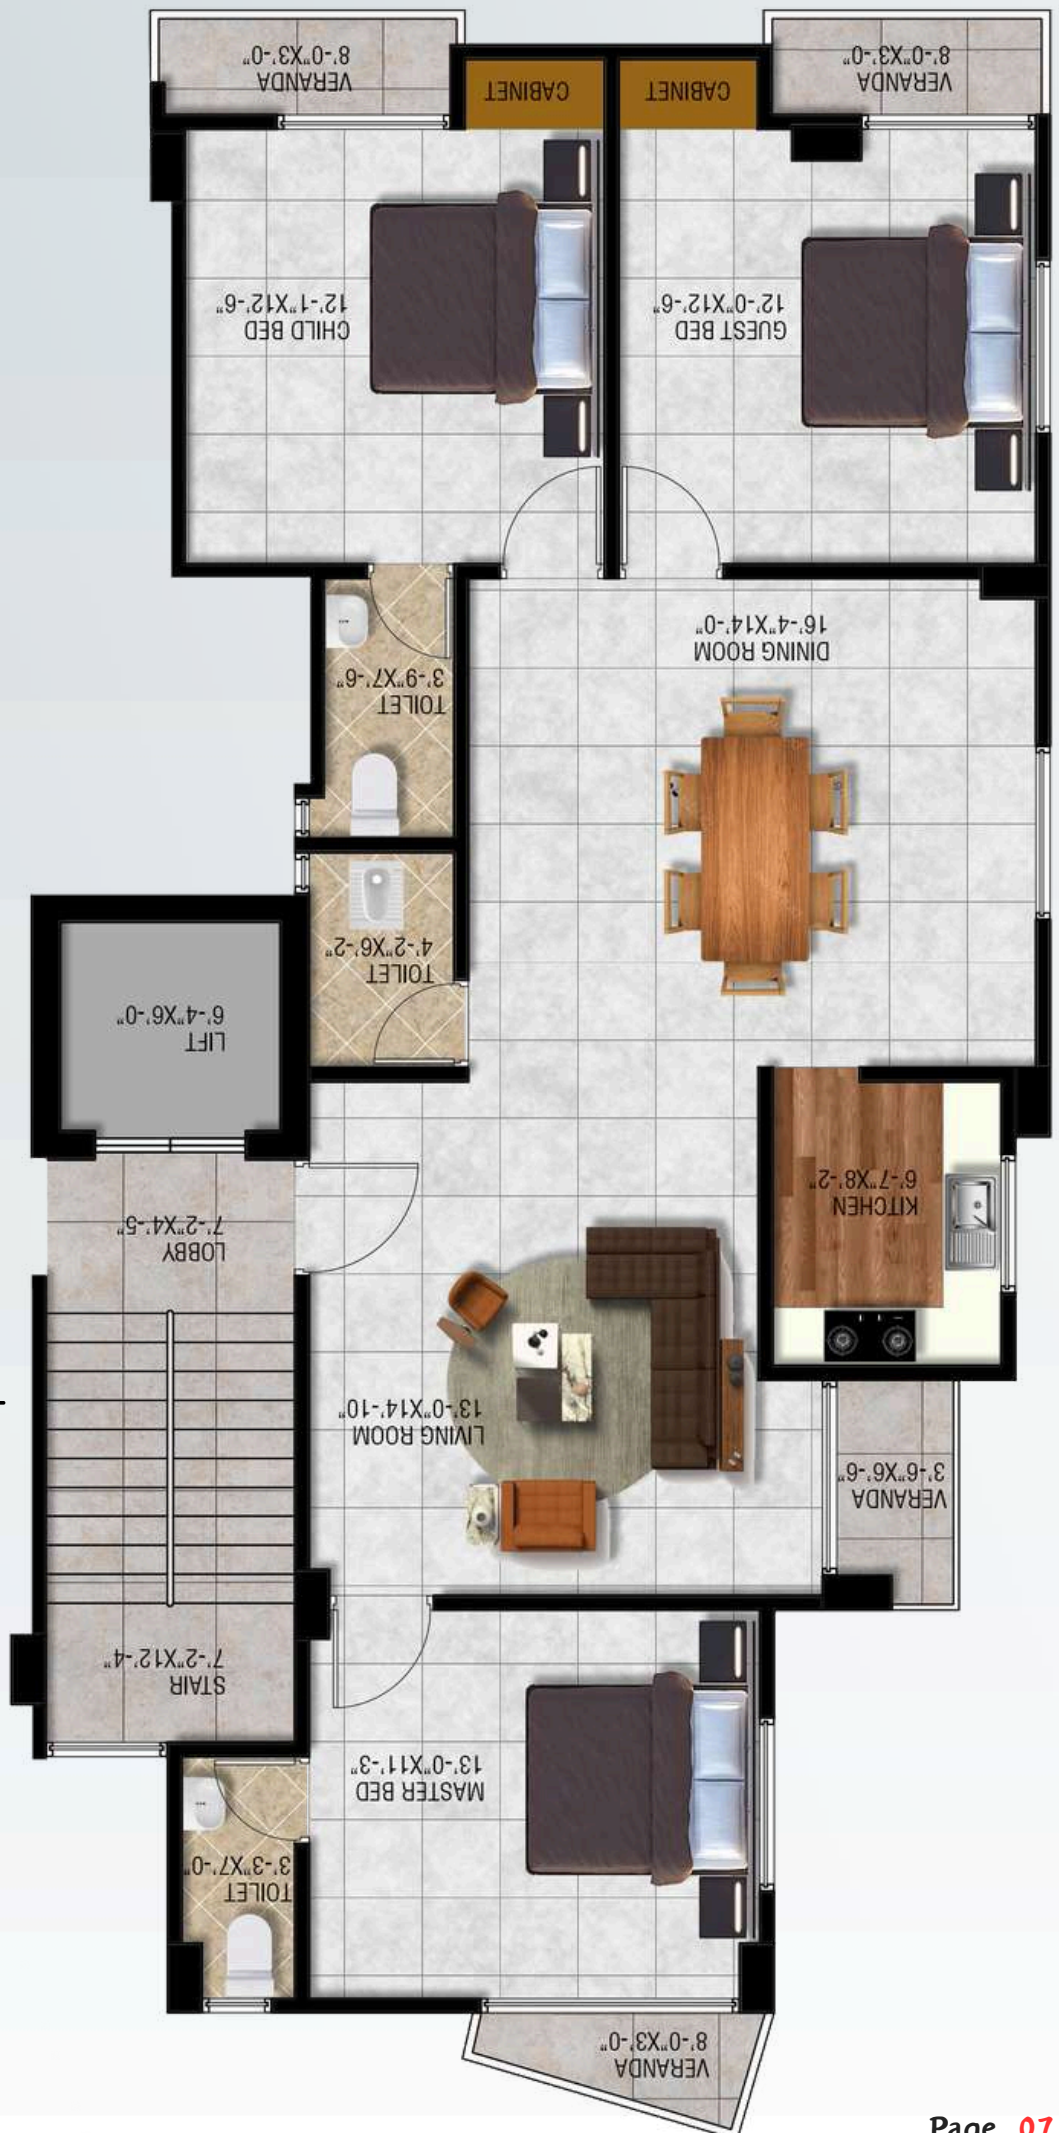 VERANDA
8'-0"X3'-0"
VERANDA
8'-0"X3'-0"
CABINET
CABINET
CHILD BED
12'-1"X12'-6"
GUEST BED
12'-0"X12'-6"
DINING ROOM
16'-4"X14'-0"
TOILET
3'-9"X7'-6"
TOILET
4'-2"X6'-2"
LIFT
6'-4"X6'-0"
KITCHEN
6'-7"X8'-2"
LOBBY
7'-2"X4'-5"
LIVING ROOM
13'-0"X14'-10"
VERANDA
3'-6"X6'-6"
STAIR
7'-2"X12'-4"
MASTER BED
13'-0"X11'-3"
TOILET
3'-3"X7'-0"
VERANDA
8'-0"X3'-0"
Page 07